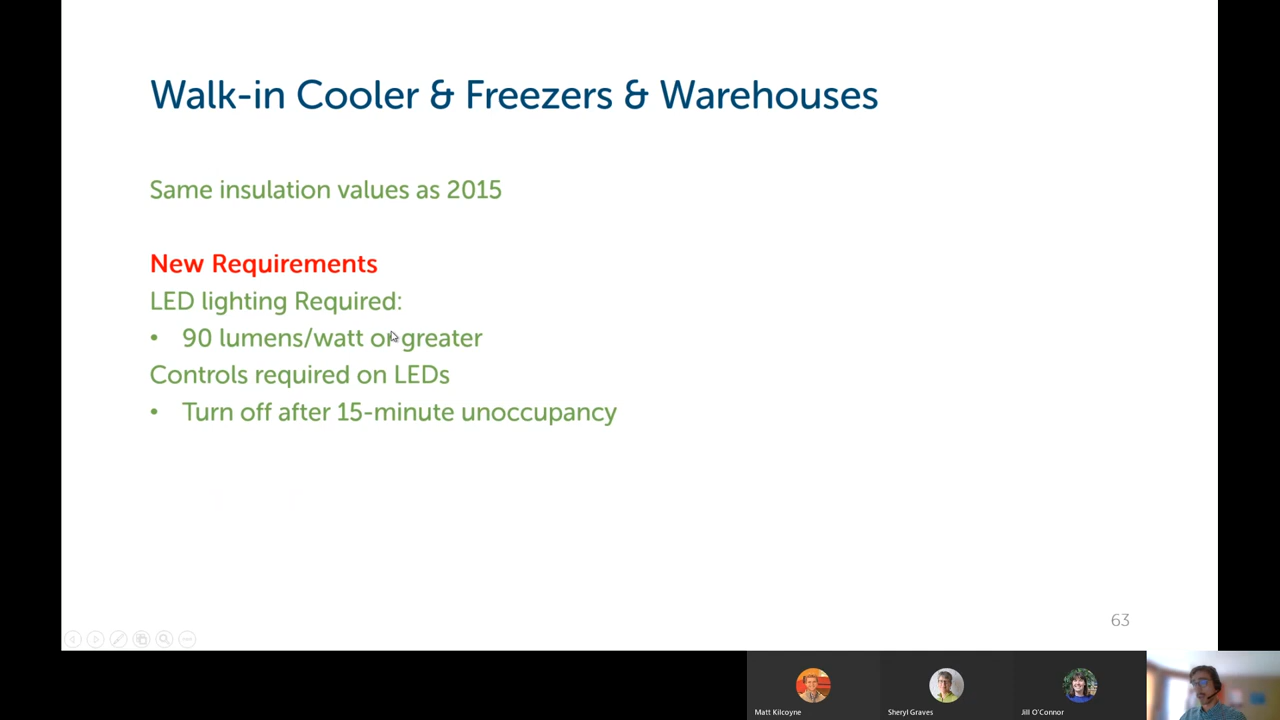 Walk-in Cooler & Freezers & Warehouses
Same insulation values as 2015
New Requirements
LED lighting Required:
• 90 lumens/watt or greater
Controls required on LEDs
• Turn off after 15-minute unoccupancy
63
Matt Kilcoyne
Sheryl Graves
Jill O'Connor